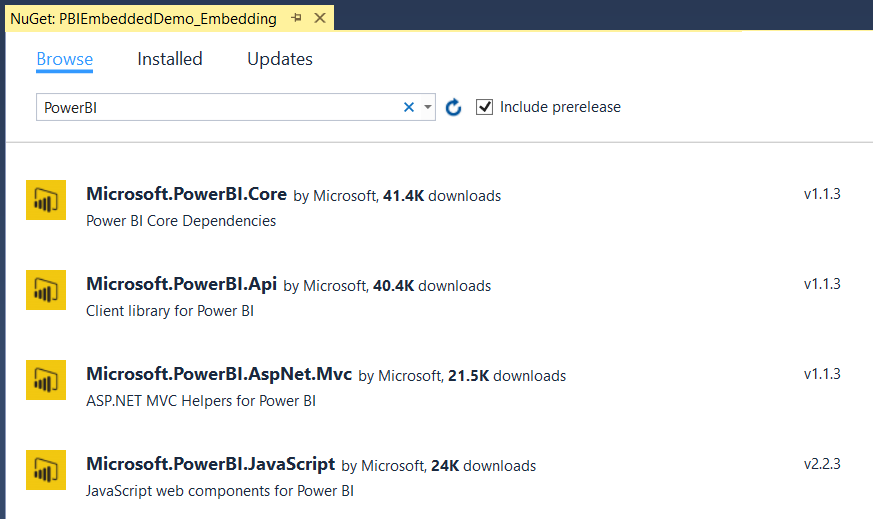 NuGet: PBIEmbeddedDemo_Embedding
Browse Installed Updates
PowerBI Include prerelease
Microsoft.PowerBI.Core by Microsoft, 41.4K downloads v1.1.3
Power BI Core Dependencies
Microsoft.PowerBI.Api by Microsoft, 40.4K downloads v1.1.3
Client library for Power BI
Microsoft.PowerBI.AspNet.Mvc by Microsoft, 21.5K downloads v1.1.3
ASP.NET MVC Helpers for Power BI
Microsoft.PowerBI.JavaScript by Microsoft, 24K downloads v2.2.3
JavaScript web components for Power BI